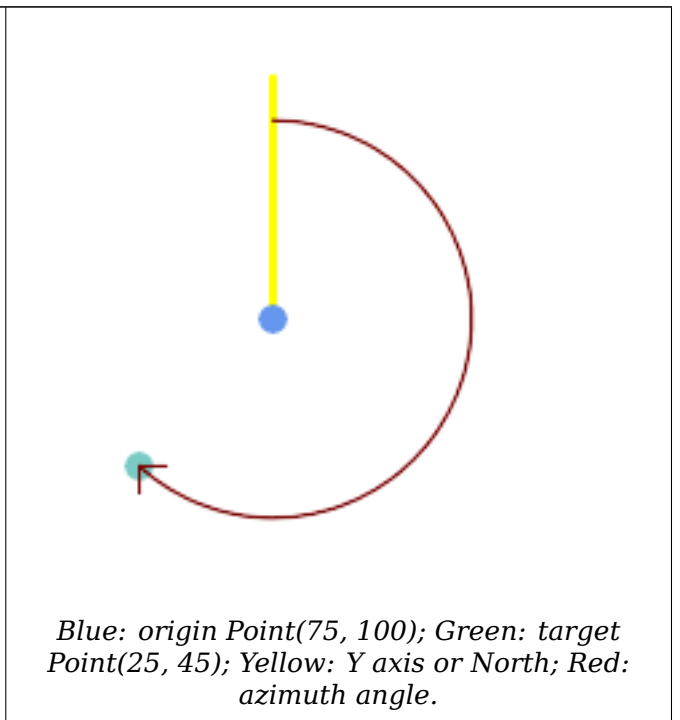 Blue: origin Point(75, 100); Green: target
Point(25, 45); Yellow: Y axis or North; Red:
azimuth angle.